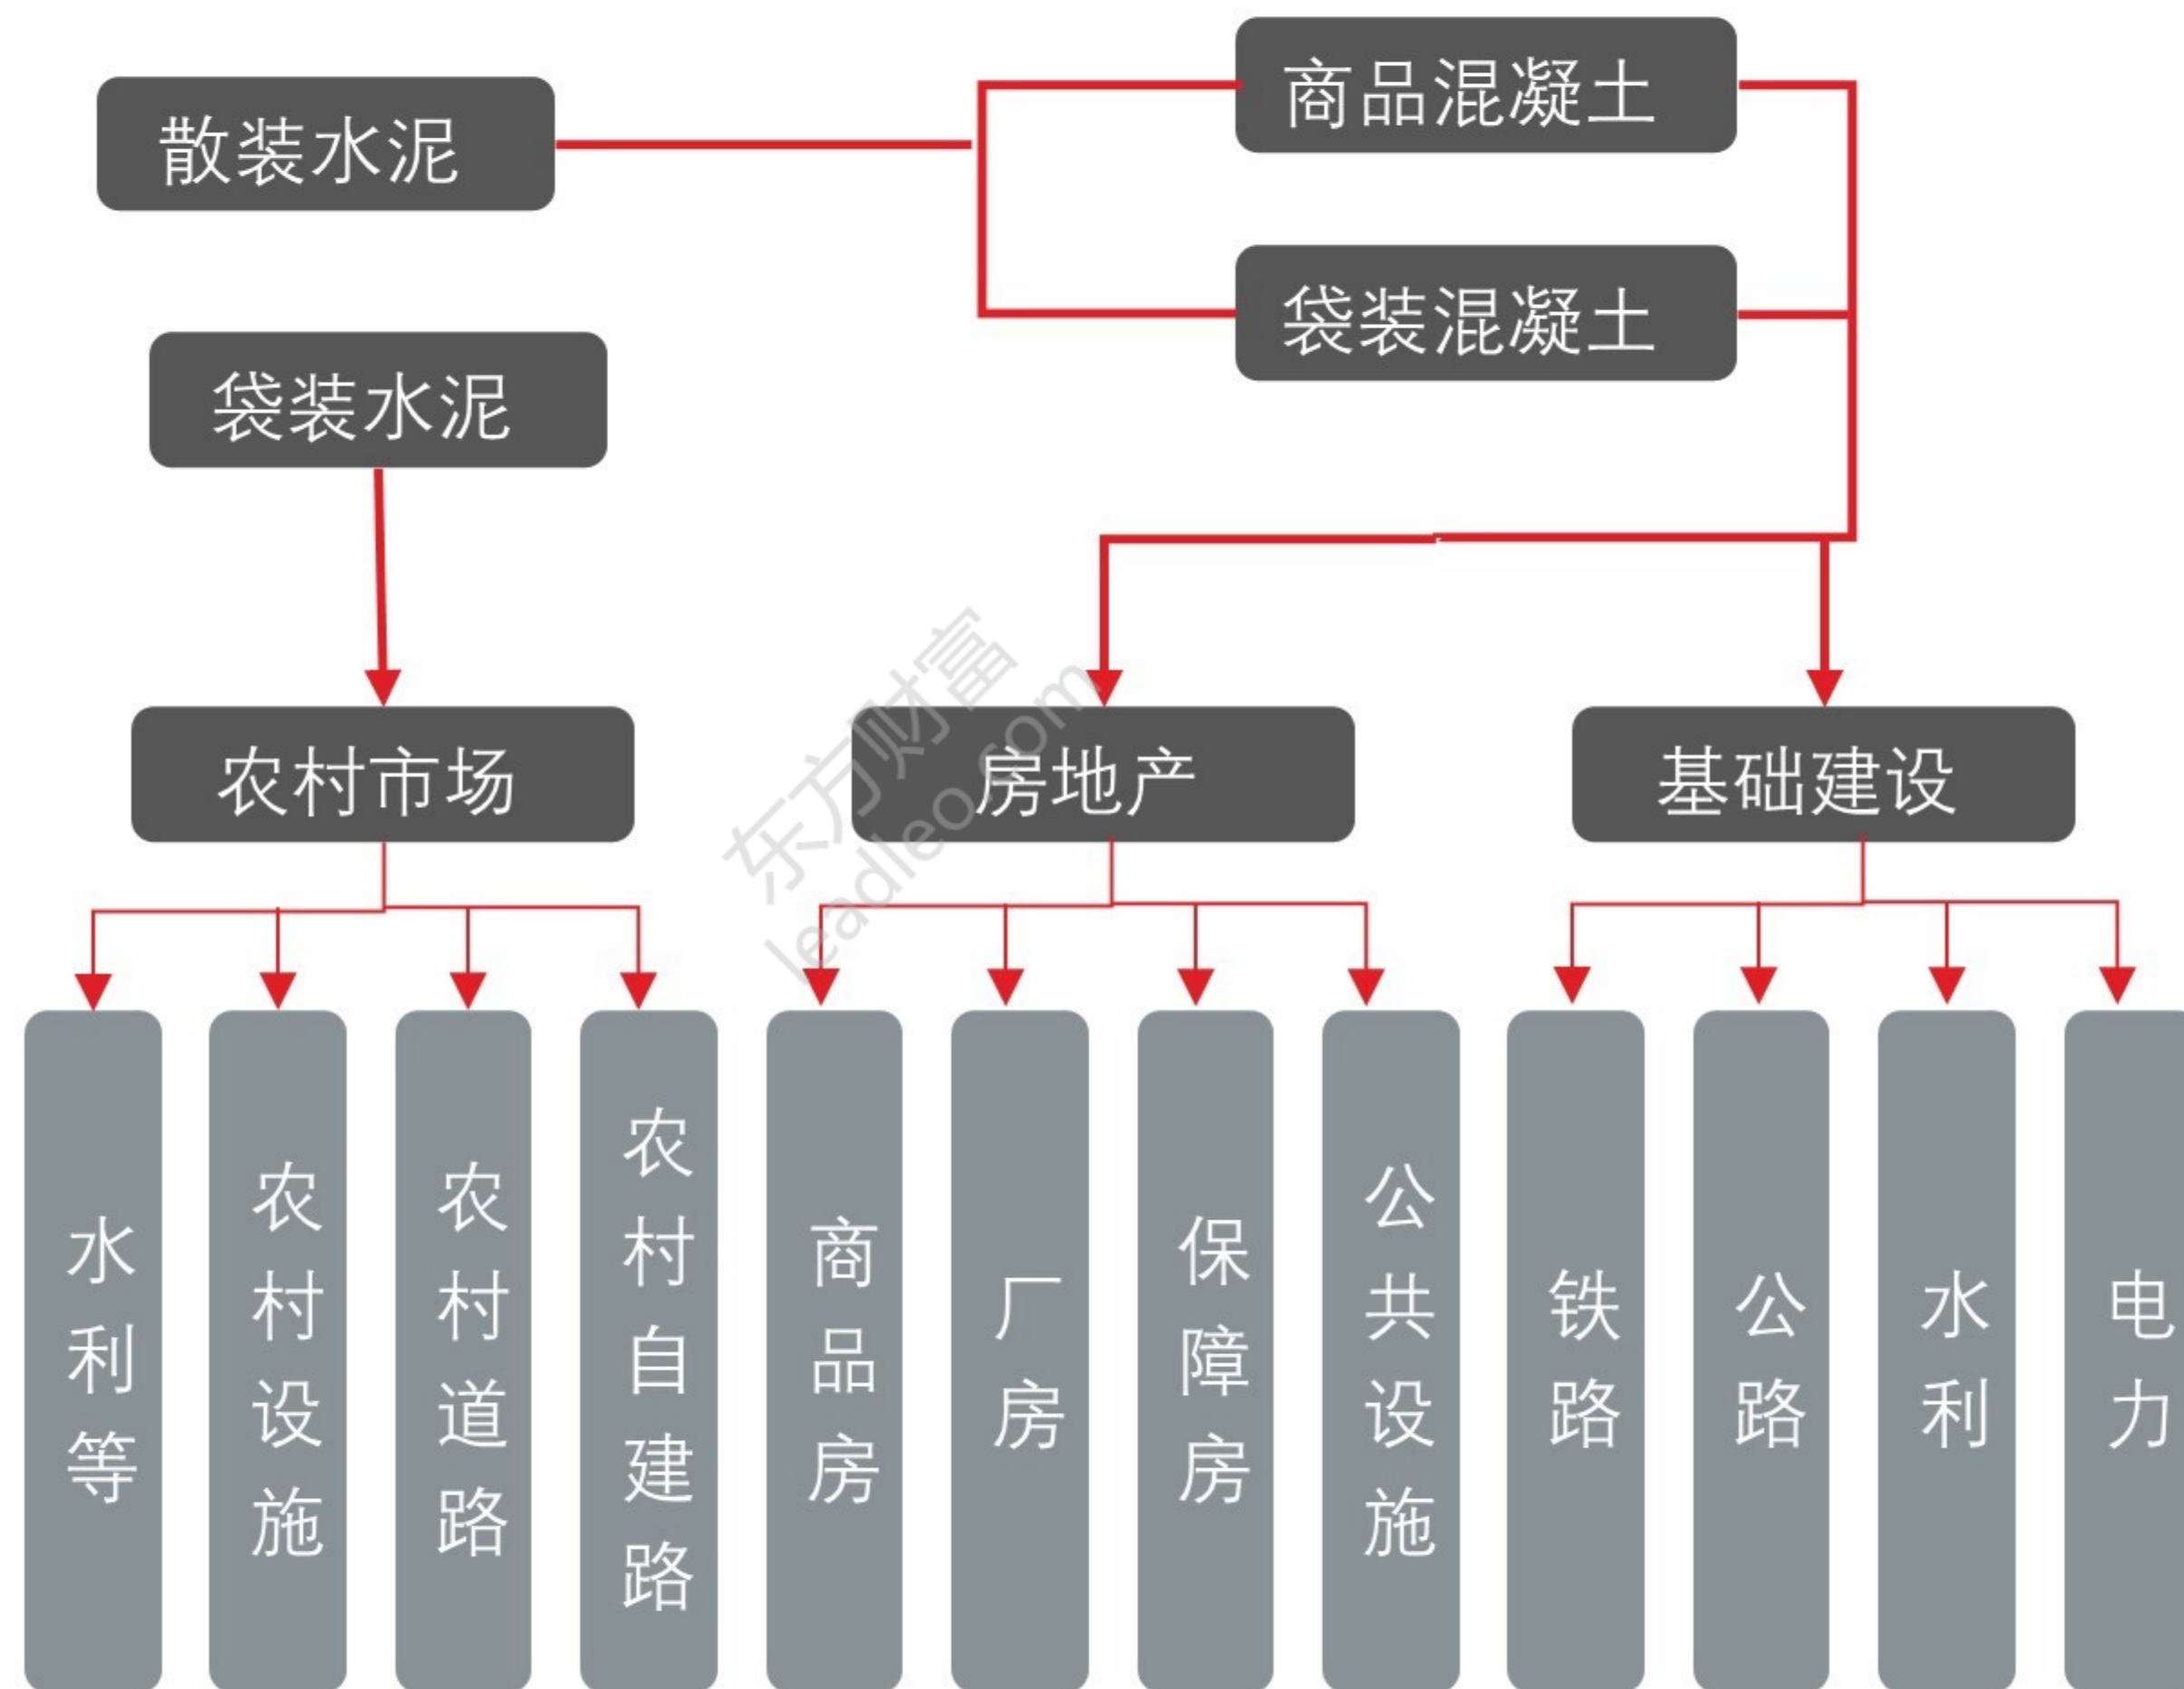 商品混凝土
散装水泥
袋装混凝土
袋装水泥
农村市场
房地产
基础建设
东方财富
leadleo.com
水利等
农村设施
农村道路
农村自建路
商品房
厂房
保障房
公共设施
铁路
公路
水利
电力